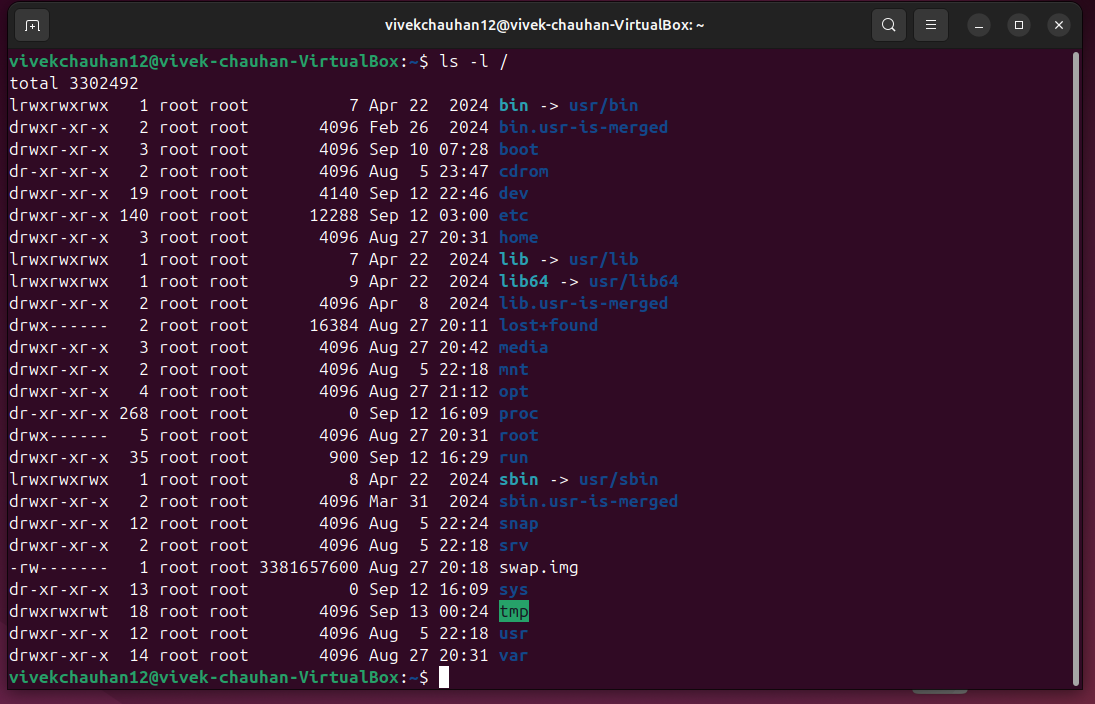 vivekchauhan12@vivek-chauhan-VirtualBox: ~
vivekchauhan12@vivek-chauhan-VirtualBox:~$ ls -l /
total 3302492
lrwxrwxrwx   1 root root          7 Apr 22  2024 bin -> usr/bin
drwxr-xr-x   2 root root       4096 Feb 26  2024 bin.usr-is-merged
drwxr-xr-x   3 root root       4096 Sep 10 07:28 boot
dr-xr-xr-x   2 root root       4096 Aug  5 23:47 cdrom
drwxr-xr-x  19 root root       4140 Sep 12 22:46 dev
drwxr-xr-x 140 root root      12288 Sep 12 03:00 etc
drwxr-xr-x   3 root root       4096 Aug 27 20:31 home
lrwxrwxrwx   1 root root          7 Apr 22  2024 lib -> usr/lib
lrwxrwxrwx   1 root root          9 Apr 22  2024 lib64 -> usr/lib64
drwxr-xr-x   2 root root       4096 Apr  8  2024 lib.usr-is-merged
drwx------   2 root root      16384 Aug 27 20:11 lost+found
drwxr-xr-x   3 root root       4096 Aug 27 20:42 media
drwxr-xr-x   2 root root       4096 Aug  5 22:18 mnt
drwxr-xr-x   4 root root       4096 Aug 27 21:12 opt
dr-xr-xr-x 268 root root          0 Sep 12 16:09 proc
drwx------   5 root root       4096 Aug 27 20:31 root
drwxr-xr-x  35 root root        900 Sep 12 16:29 run
lrwxrwxrwx   1 root root          8 Apr 22  2024 sbin -> usr/sbin
drwxr-xr-x   2 root root       4096 Mar 31  2024 sbin.usr-is-merged
drwxr-xr-x  12 root root       4096 Aug  5 22:24 snap
drwxr-xr-x   2 root root       4096 Aug  5 22:18 srv
-rw-------   1 root root 3381657600 Aug 27 20:18 swap.img
dr-xr-xr-x  13 root root          0 Sep 12 16:09 sys
drwxrwxrwt  18 root root       4096 Sep 13 00:24 tmp
drwxr-xr-x  12 root root       4096 Aug  5 22:18 usr
drwxr-xr-x  14 root root       4096 Aug 27 20:31 var
vivekchauhan12@vivek-chauhan-VirtualBox:~$